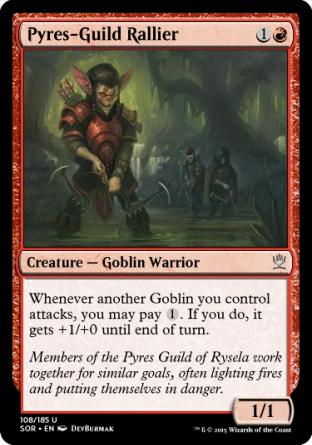 Pyres-Guild Rallier 1
Creature — Goblin Warrior
Whenever another Goblin you control
attacks, you may pay 1. If you do, it
gets +1/+0 until end of turn.
Members of the Pyres Guild of Rysela work
together for similar goals, often lighting fires
and putting themselves in danger.
1/1
108/185 U
SOR • EN DevBurmak
™ & © 2015 Wizards of the Coast